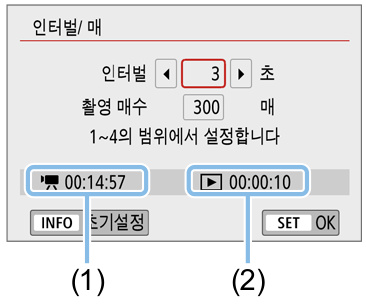 인터벌/ 매
인터벌 3 초
촬영 매수 300 매
1~4의 범위에서 설정합니다
00:14:57 00:00:10
INFO 초기설정 SET OK
(1) (2)